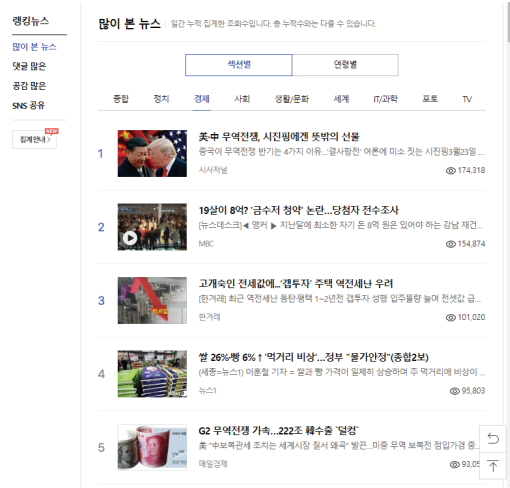 랭킹뉴스
많이 본 뉴스
댓글 많은
공감 많은
SNS 공유
집계안내
NEW
많이 본 뉴스
일간 누적 집계한 조회수입니다. 총 누적수와는 다를 수 있습니다.
섹션별 연령별
종합 정치 경제 사회 생활/문화 세계 IT/과학 포토 TV
1
美·中 무역전쟁, 시진핑에겐 뜻밖의 선물
중국이 무역전쟁 반기는 4가지 이유…'결사항전' 여론에 미소 짓는 시진핑3월23일 ...
시사저널
174,318
2
19살이 8억? '금수저 청약' 논란…당첨자 전수조사
[뉴스데스크]◀ 앵커 ▶ 지난달에 최소한 자기 돈 8억 원은 있어야 하는 강남 재건...
MBC
154,874
3
고개숙인 전세값에…'갭투자' 주택 역전세난 우려
[한겨레] 최근 역전세난 동탄·평택 1~2년전 갭투자 성행 입주물량 늘며 전셋값 급...
한겨레
101,020
4
쌀 26%·빵 6%↑'먹거리 비상'…정부 "물가안정"(종합2보)
(세종=뉴스1) 이훈철 기자 = 쌀과 빵 가격이 일제히 상승하며 주 먹거리에 비상이 ...
뉴스1
95,803
5
G2 무역전쟁 가속…222조 韓수출 `덜컹`
美 "中보복관세 조치는 세계시장 질서 왜곡" 발끈…미중 무역 보복전 점입가경 중...
매일경제